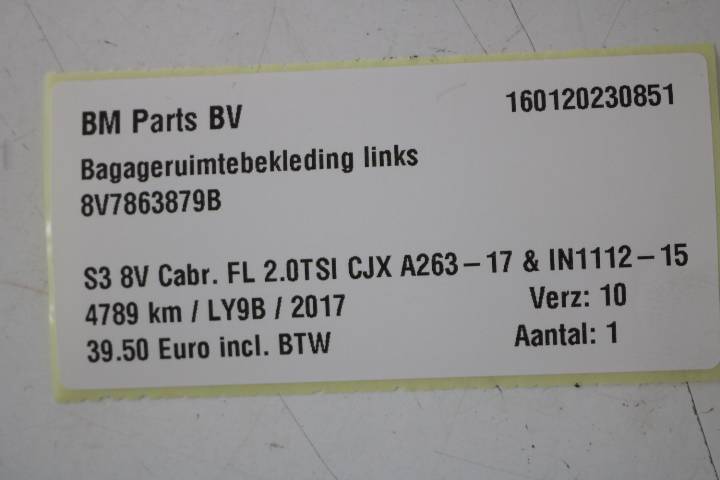 BM Parts BV 160120230851
Bagageruimtebekleding links
8V7863879B
S3 8V Cabr. FL 2.0TSI CJX A263-17 & IN1112-15
4789 km / LY9B / 2017 Verz: 10
39.50 Euro incl. BTW Aantal: 1